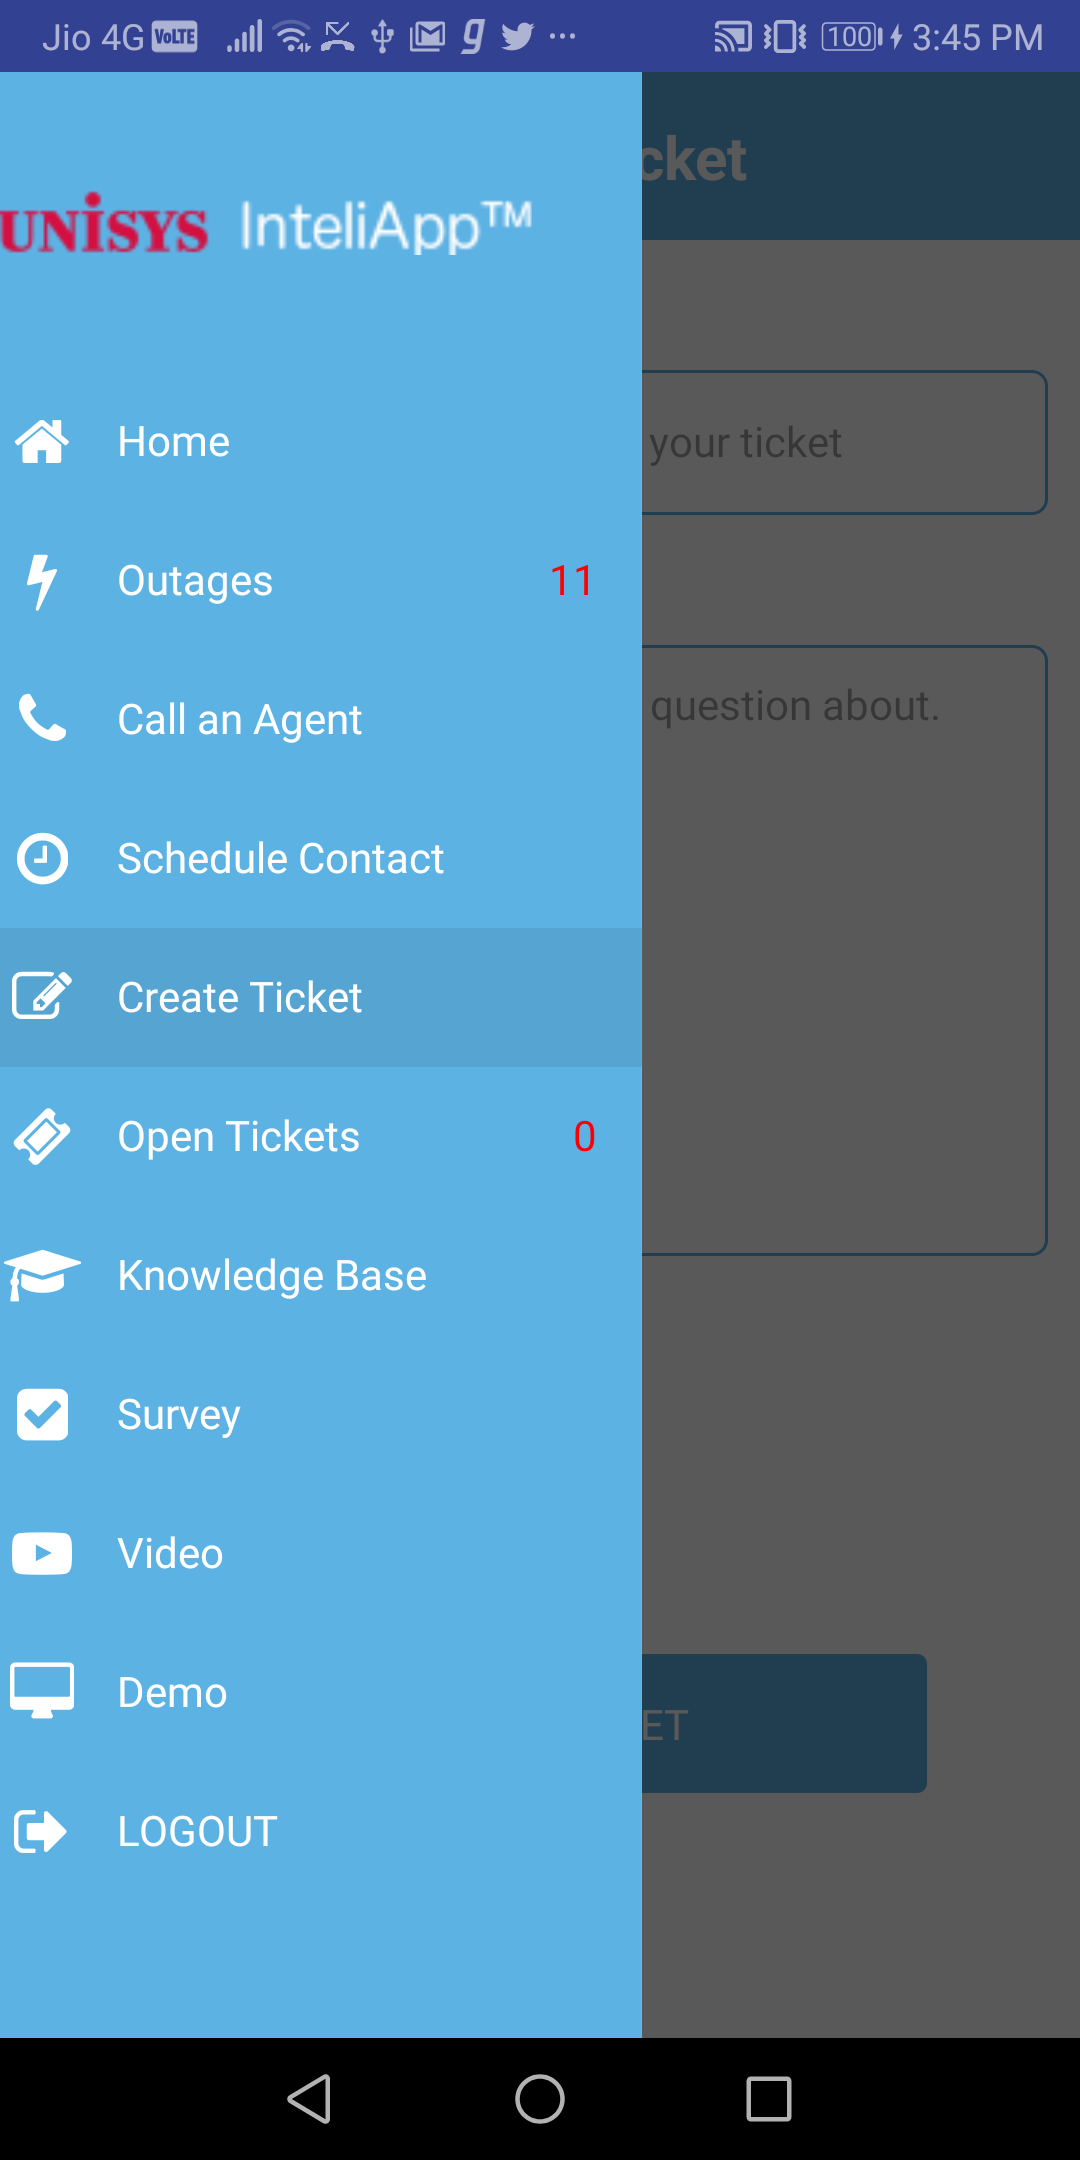 Jio 4G VoLTE 100 3:45 PM
cket
UNiSYS InteliApp™
Home
your ticket
Outages 11
question about.
Call an Agent
Schedule Contact
Create Ticket
Open Tickets 0
Knowledge Base
Survey
Video
Demo
ET
LOGOUT